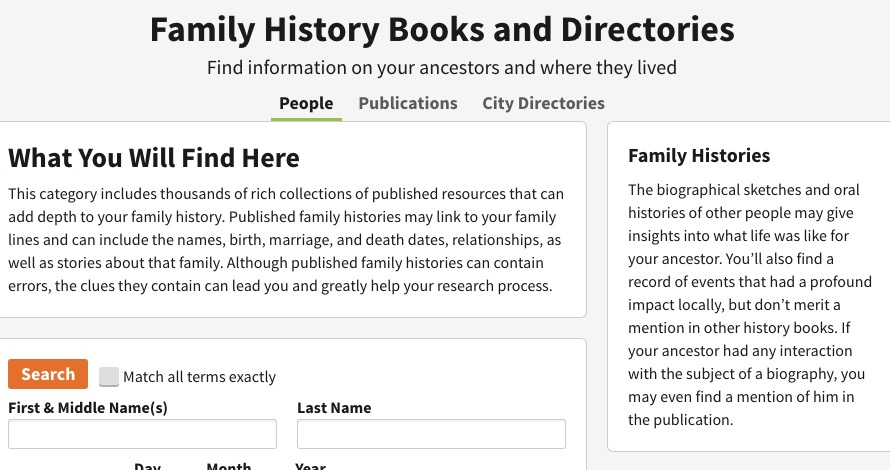 Family History Books and Directories
Find information on your ancestors and where they lived
People Publications City Directories
What You Will Find Here
This category includes thousands of rich collections of published resources that can
add depth to your family history. Published family histories may link to your family
lines and can include the names, birth, marriage, and death dates, relationships, as
well as stories about that family. Although published family histories can contain
errors, the clues they contain can lead you and greatly help your research process.
Search Match all terms exactly
First & Middle Name(s) Last Name
Day Month Year
Family Histories
The biographical sketches and oral
histories of other people may give
insights into what life was like for
your ancestor. You’ll also find a
record of events that had a profound
impact locally, but don’t merit a
mention in other history books. If
your ancestor had any interaction
with the subject of a biography, you
may even find a mention of him in
the publication.